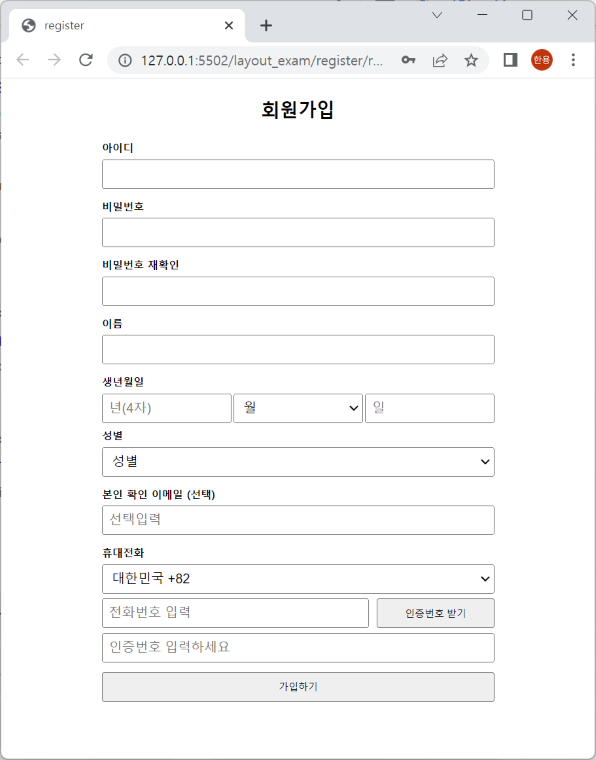 register
127.0.0.1:5502/layout_exam/register/r...
한용
회원가입
아이디
비밀번호
비밀번호 재확인
이름
생년월일
년(4자) 월 일
성별
성별
본인 확인 이메일 (선택)
선택입력
휴대전화
대한민국 +82
전화번호 입력 인증번호 받기
인증번호 입력하세요
가입하기